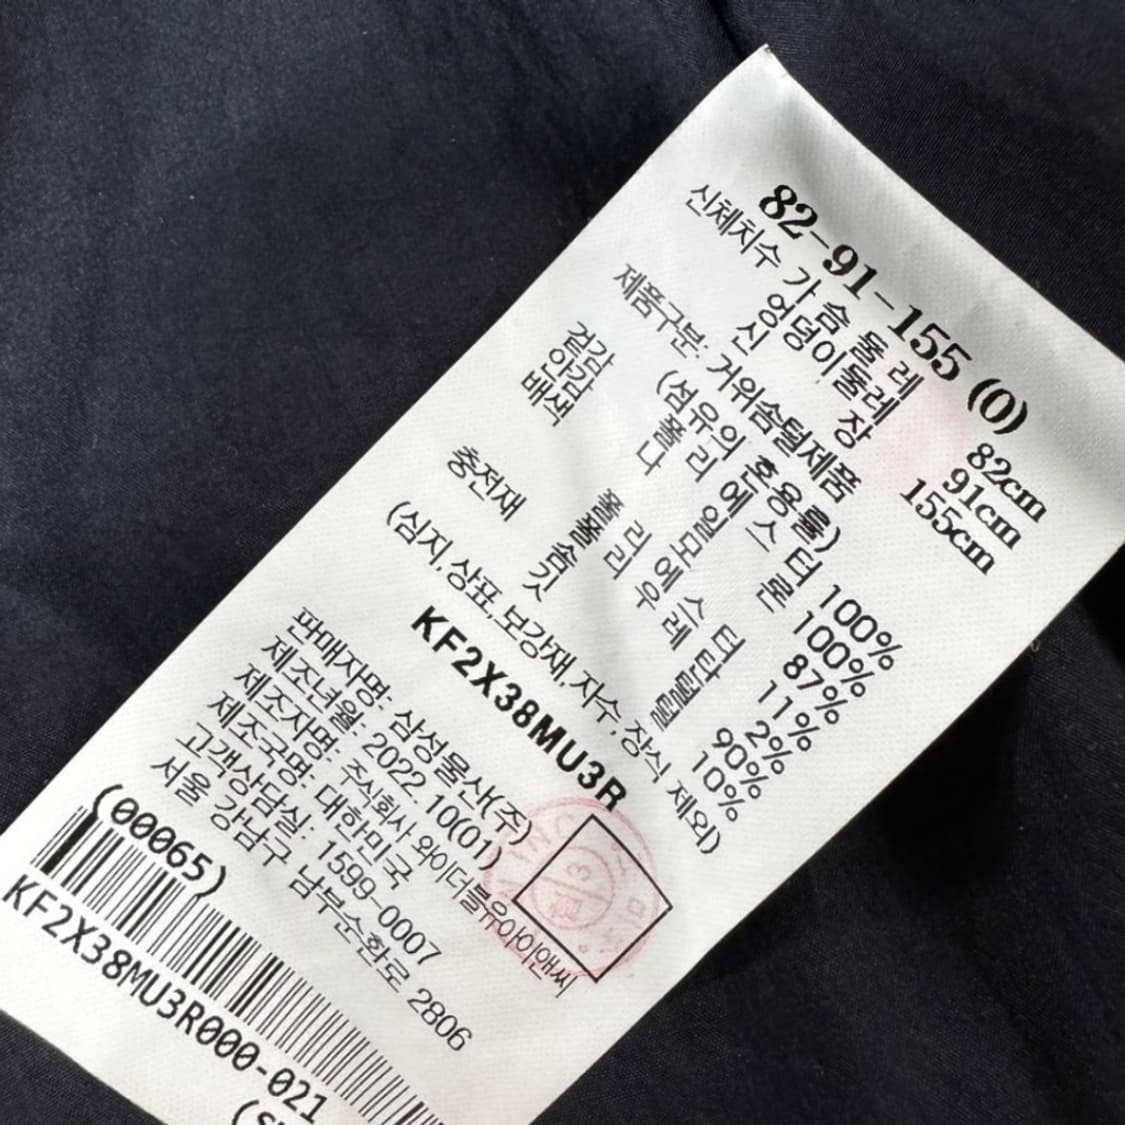 82-91-155 (0)
신체치수 가 슴 둘 레 82cm
엉덩이둘레 91cm
신 장 155cm
제품구분: 거위솜털제품
(섬유의 혼용률)
겉감 폴 리 에 스 터 100%
안감 나 일 론 100%
배색 폴 리 에 스 터 87%
모 11%
폴 리 우 레 탄 2%
충전재 솜 털 90%
깃 털 10%
(심지,상표,보강재,자수,장식 제외)
KF2X38MU3R
판매자명: 삼성물산(주)
제조년월: 2022. 10(01)
제조자명: 주식회사 와이더블유아이앤씨
제조국명: 대한민국
고객상담실: 1599-0007
서울 강남구 남부순환로 2806
(00065)
KF2X38MU3R000-021